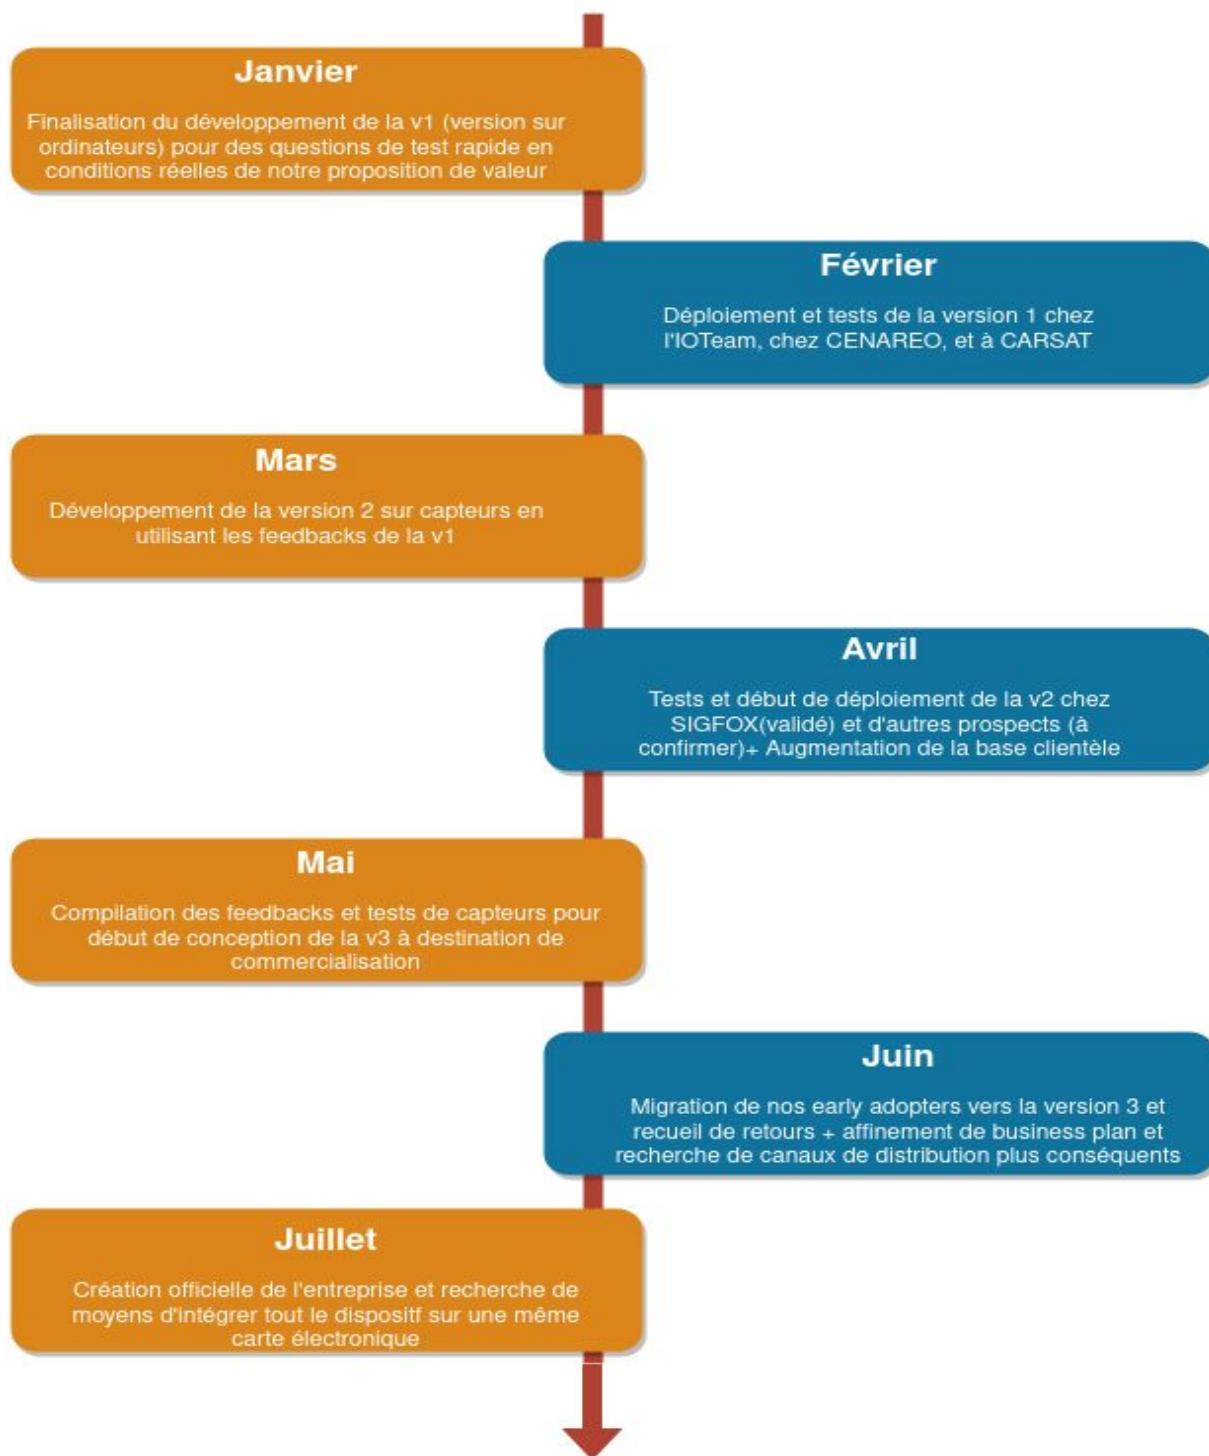 Janvier
Finalisation du développement de la v1 (version sur
ordinateurs) pour des questions de test rapide en
conditions réelles de notre proposition de valeur
Février
Déploiement et tests de la version 1 chez
l'IOTeam, chez CENAREO, et à CARSAT
Mars
Développement de la version 2 sur capteurs en
utilisant les feedbacks de la v1
Avril
Tests et début de déploiement de la v2 chez
SIGFOX(validé) et d'autres prospects (à
confirmer)+ Augmentation de la base clientèle
Mai
Compilation des feedbacks et tests de capteurs pour
début de conception de la v3 à destination de
commercialisation
Juin
Migration de nos early adopters vers la version 3 et
recueil de retours + affinement de business plan et
recherche de canaux de distribution plus conséquents
Juillet
Création officielle de l'entreprise et recherche de
moyens d'intégrer tout le dispositf sur une même
carte électronique